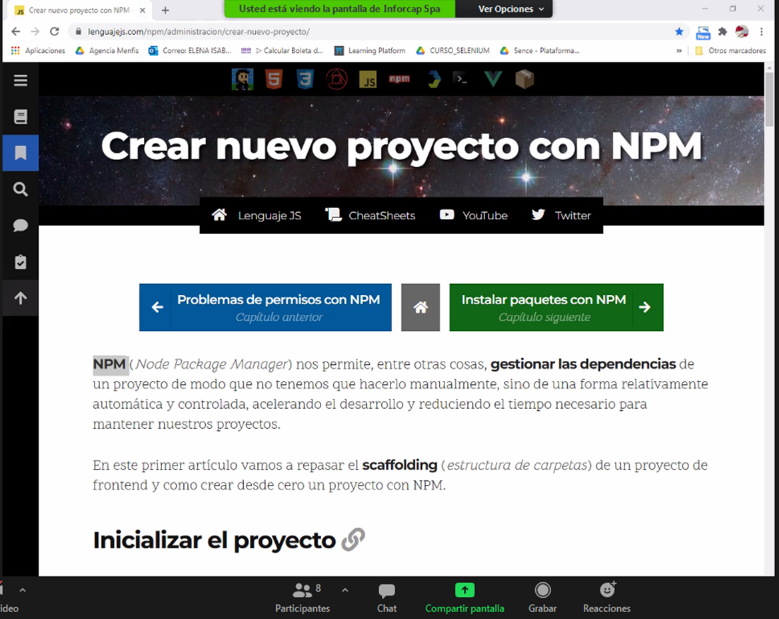 Crear nuevo proyecto con NPM
Usted está viendo la pantalla de Inforcap Spa
Ver Opciones
lenguajejs.com/npm/administracion/crear-nuevo-proyecto/
New
Aplicaciones
Agencia Menfis
Correo: ELENA ISAB...
▷ Calcular Boleta d...
Learning Platform
CURSO_SELENIUM
Sence - Plataforma...
»
Otros marcadores
JS
npm
Crear nuevo proyecto con NPM
Lenguaje JS
CheatSheets
YouTube
Twitter
Problemas de permisos con NPM
Capítulo anterior
Instalar paquetes con NPM
Capítulo siguiente
NPM (Node Package Manager) nos permite, entre otras cosas, gestionar las dependencias de
un proyecto de modo que no tenemos que hacerlo manualmente, sino de una forma relativamente
automática y controlada, acelerando el desarrollo y reduciendo el tiempo necesario para
mantener nuestros proyectos.
En este primer artículo vamos a repasar el scaffolding (estructura de carpetas) de un proyecto de
frontend y como crear desde cero un proyecto con NPM.
Inicializar el proyecto
ideo
8
Participantes
Chat
Compartir pantalla
Grabar
Reacciones